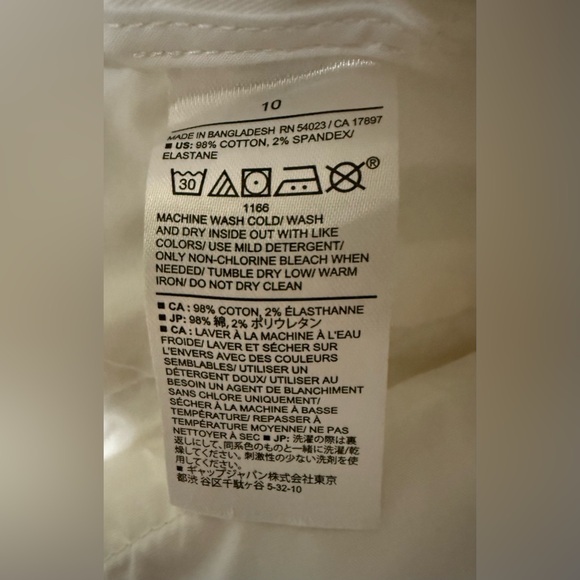 10
MADE IN BANGLADESH RN 54023 / CA 17897
■ US: 98% COTTON, 2% SPANDEX/
ELASTANE
30 ®
1166
MACHINE WASH COLD/ WASH
AND DRY INSIDE OUT WITH LIKE
COLORS/ USE MILD DETERGENT/
ONLY NON-CHLORINE BLEACH WHEN
NEEDED/ TUMBLE DRY LOW/ WARM
IRON/ DO NOT DRY CLEAN
■ CA : 98% COTON, 2% ÉLASTHANNE
■ JP: 98% 綿, 2% ポリウレタン
■ CA : LAVER À LA MACHINE À L'EAU
FROIDE/ LAVER ET SÉCHER SUR
L'ENVERS AVEC DES COULEURS
SEMBLABLES/ UTILISER UN
DÉTERGENT DOUX/ UTILISER AU
BESOIN UN AGENT DE BLANCHIMENT
SANS CHLORE UNIQUEMENT/
SÉCHER À LA MACHINE À BASSE
TEMPÉRATURE/ REPASSER À
TEMPÉRATURE MOYENNE/ NE PAS
NETTOYER À SEC ■ JP: 洗濯の際は裏
返しにして、同系色のものと一緒に洗濯/乾
燥してください。刺激性の少ない洗剤を使
用してください。
■ ギャップジャパン株式会社東京
都渋 谷区千駄ヶ谷 5-32-10